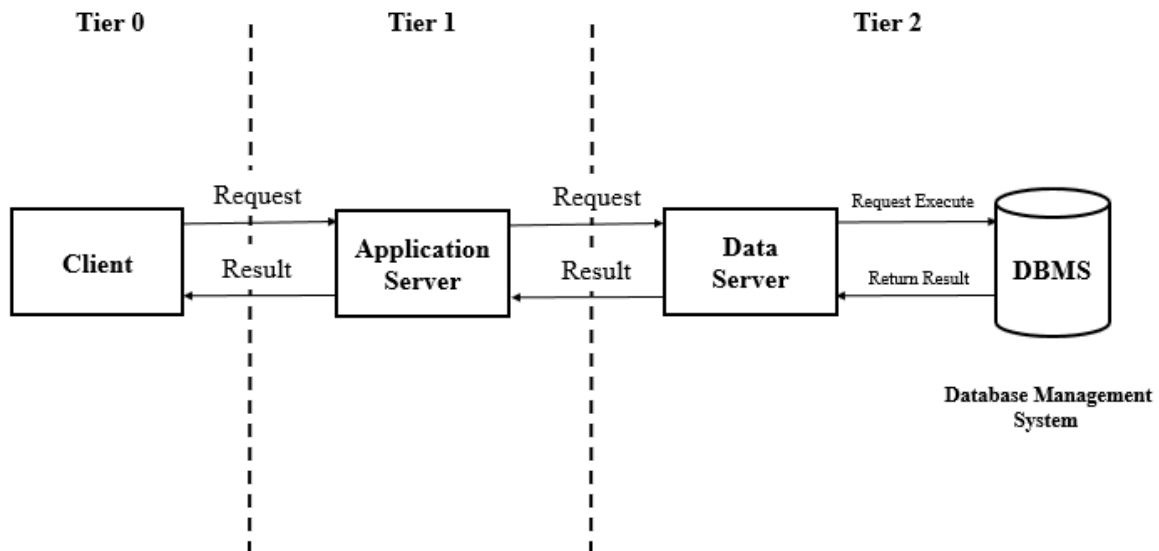 Tier 0
Tier 1
Tier 2
Request
Request
Request Execute
Client
Application
Server
Data
Server
DBMS
Result
Result
Return Result
Database Management
System